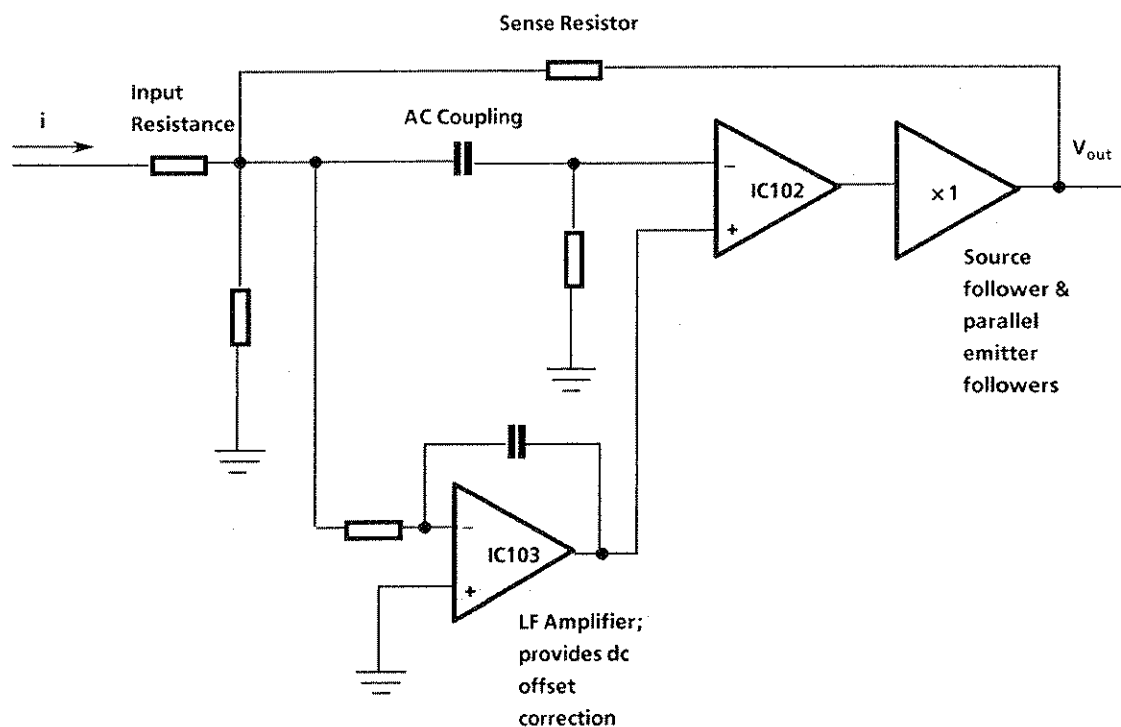 Sense Resistor
Input
Resistance
i
AC Coupling
Vout
−
IC102
+
×1
Source
follower &
parallel
emitter
followers
−
IC103
+
LF Amplifier;
provides dc
offset
correction